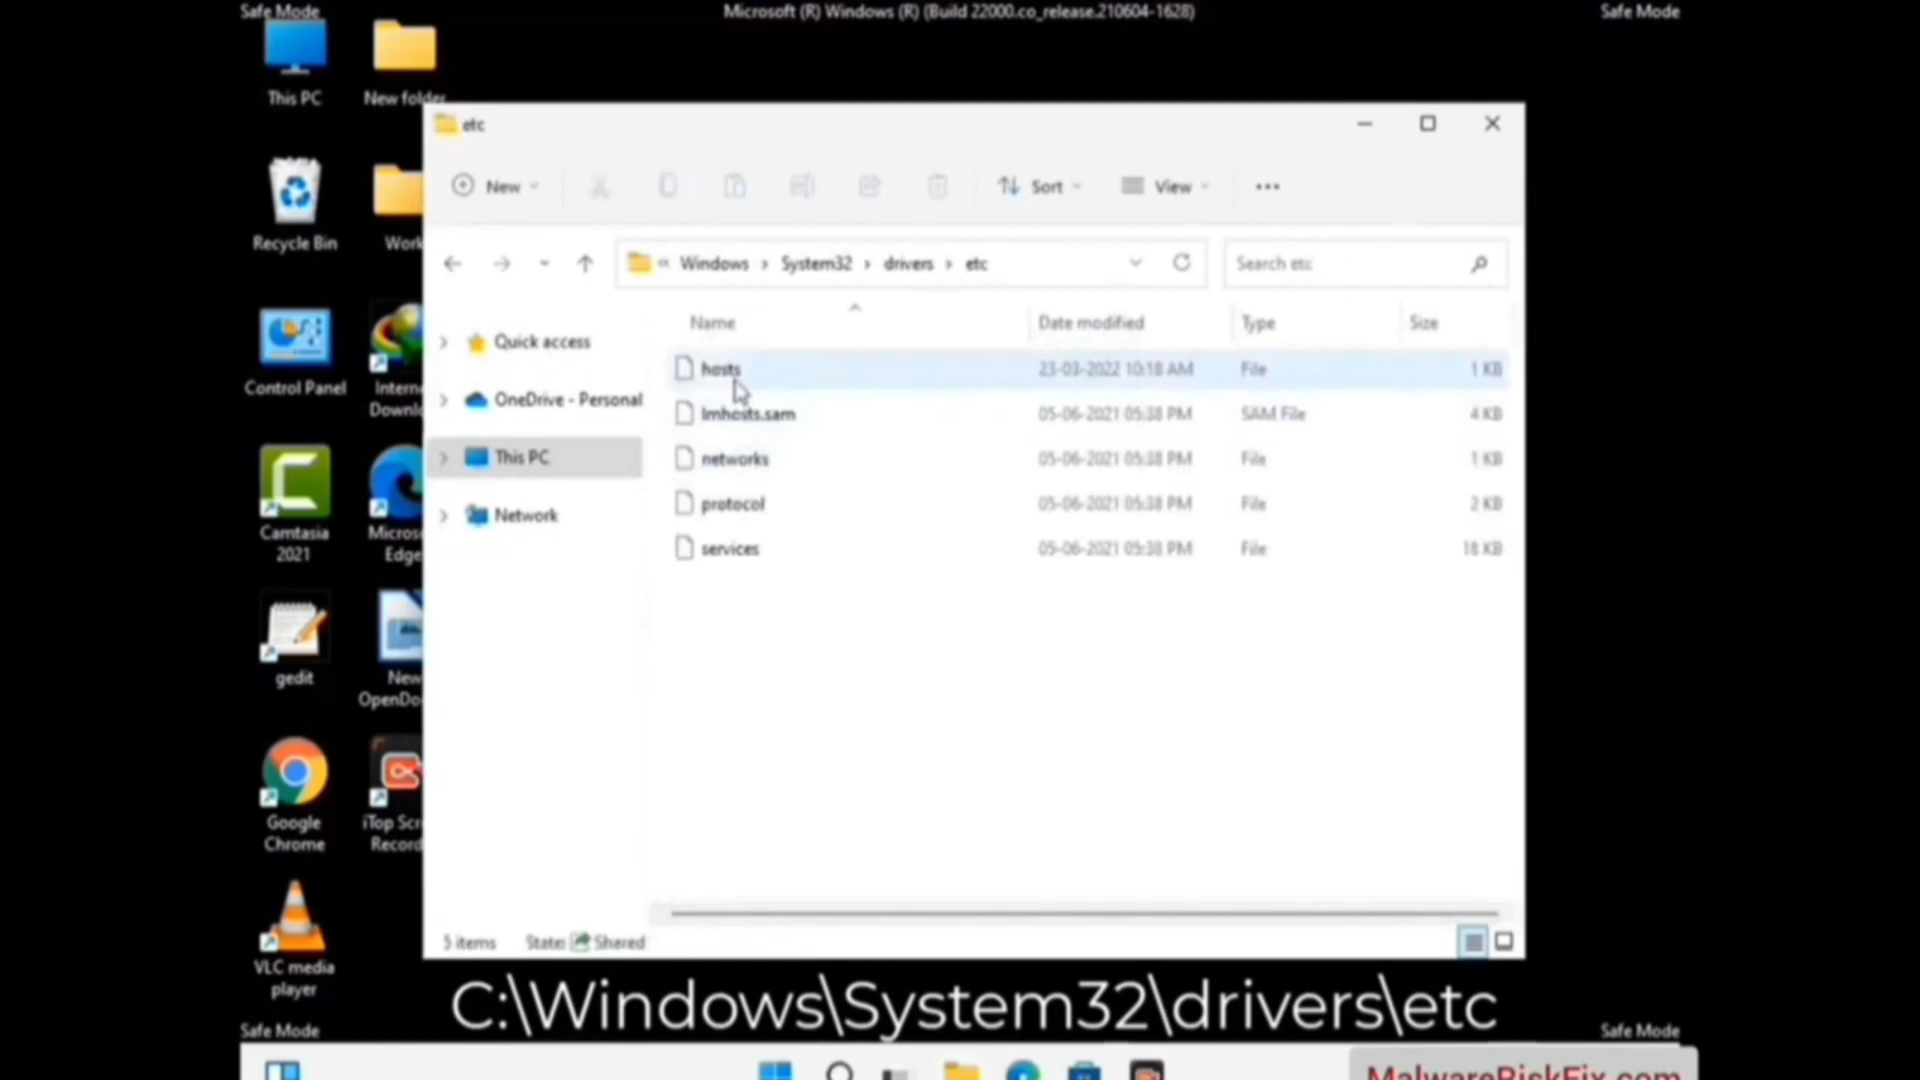 Safe Mode
Microsoft (R) Windows (R) (Build 22000.co_release.210604-1628)
Safe Mode
This PC
New folder
Recycle Bin
Work
Control Panel
Intern
Downl
Camtasia
2021
Micros
Edge
gedit
New
OpenDo
Google
Chrome
iTop Scr
Record
VLC media
player
etc
New
Sort
View
Windows
System32
drivers
etc
Search etc
Quick access
OneDrive - Personal
This PC
Network
Name
Date modified
Type
Size
hosts
23-03-2022 10:18 AM
File
1 KB
lmhosts.sam
05-06-2021 05:38 PM
SAM File
4 KB
networks
05-06-2021 05:38 PM
File
1 KB
protocol
05-06-2021 05:38 PM
File
2 KB
services
05-06-2021 05:38 PM
File
18 KB
5 items
State:
Shared
C:\Windows\System32\drivers\etc
Safe Mode
Safe Mode
MalwareRiskFix.com